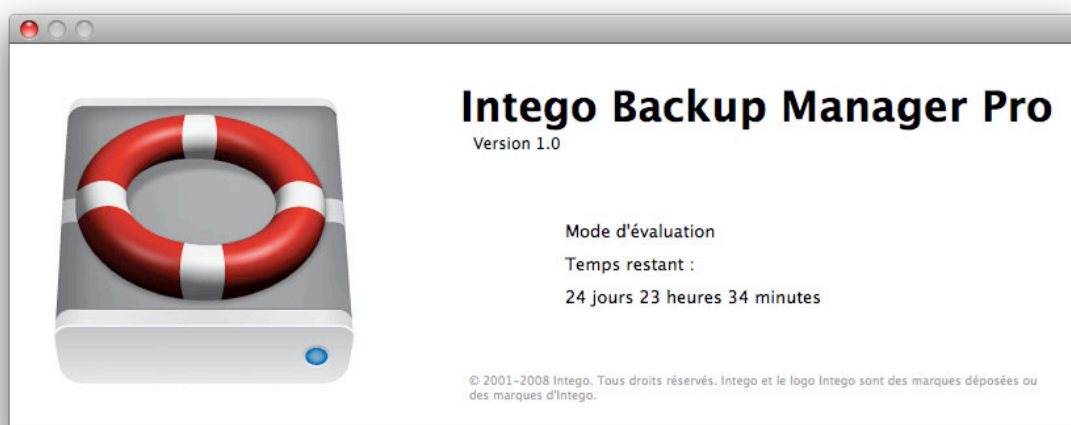 Intego Backup Manager Pro
Version 1.0
Mode d'évaluation
Temps restant :
24 jours 23 heures 34 minutes
© 2001–2008 Intego. Tous droits réservés. Intego et le logo Intego sont des marques déposées ou
des marques d'Intego.